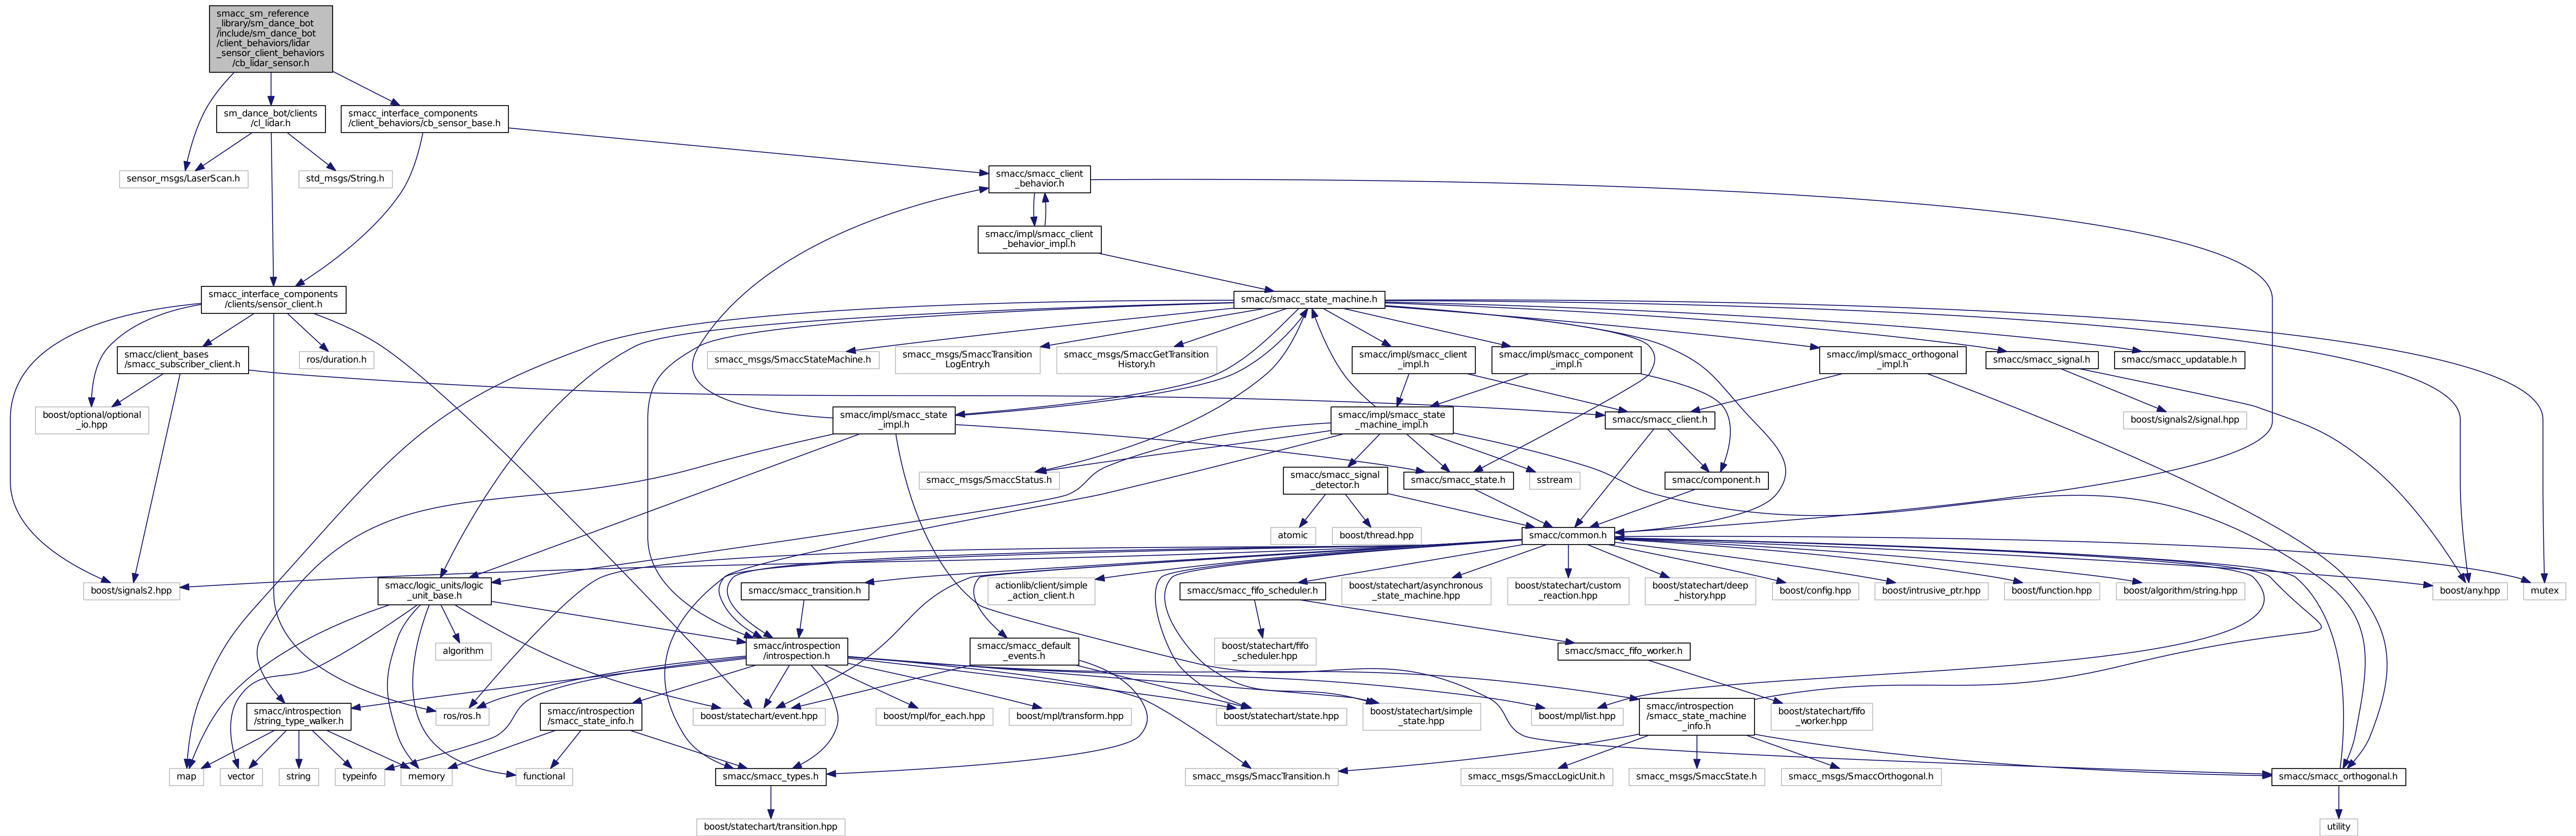 smacc_sm_reference
_library/sm_dance_bot
/include/sm_dance_bot
/client_behaviors/lidar
_sensor_client_behaviors
/cb_lidar_sensor.h
sm_dance_bot/clients
/cl_lidar.h
smacc_interface_components
/client_behaviors/cb_sensor_base.h
sensor_msgs/LaserScan.h
std_msgs/String.h
smacc/smacc_client
_behavior.h
smacc/impl/smacc_client
_behavior_impl.h
smacc_interface_components
/clients/sensor_client.h
smacc/smacc_state_machine.h
smacc/client_bases
/smacc_subscriber_client.h
ros/duration.h
smacc_msgs/SmaccStateMachine.h
smacc_msgs/SmaccTransition
LogEntry.h
smacc_msgs/SmaccGetTransition
History.h
smacc/impl/smacc_client
_impl.h
smacc/impl/smacc_component
_impl.h
smacc/impl/smacc_orthogonal
_impl.h
smacc/smacc_signal.h
smacc/smacc_updatable.h
boost/optional/optional
_io.hpp
smacc/impl/smacc_state
_impl.h
smacc/impl/smacc_state
_machine_impl.h
smacc/smacc_client.h
boost/signals2/signal.hpp
smacc_msgs/SmaccStatus.h
smacc/smacc_signal
_detector.h
smacc/smacc_state.h
sstream
smacc/component.h
atomic
boost/thread.hpp
smacc/common.h
boost/signals2.hpp
smacc/logic_units/logic
_unit_base.h
smacc/smacc_transition.h
actionlib/client/simple
_action_client.h
smacc/smacc_fifo_scheduler.h
boost/statechart/asynchronous
_state_machine.hpp
boost/statechart/custom
_reaction.hpp
boost/statechart/deep
_history.hpp
boost/config.hpp
boost/intrusive_ptr.hpp
boost/function.hpp
boost/algorithm/string.hpp
boost/any.hpp
mutex
algorithm
smacc/introspection
/introspection.h
smacc/smacc_default
_events.h
boost/statechart/fifo
_scheduler.hpp
smacc/smacc_fifo_worker.h
smacc/introspection
/string_type_walker.h
ros/ros.h
smacc/introspection
/smacc_state_info.h
boost/statechart/event.hpp
boost/mpl/for_each.hpp
boost/mpl/transform.hpp
boost/statechart/state.hpp
boost/statechart/simple
_state.hpp
boost/mpl/list.hpp
smacc/introspection
/smacc_state_machine
_info.h
boost/statechart/fifo
_worker.hpp
map
vector
string
typeinfo
memory
functional
smacc/smacc_types.h
smacc_msgs/SmaccTransition.h
smacc_msgs/SmaccLogicUnit.h
smacc_msgs/SmaccState.h
smacc_msgs/SmaccOrthogonal.h
smacc/smacc_orthogonal.h
boost/statechart/transition.hpp
utility